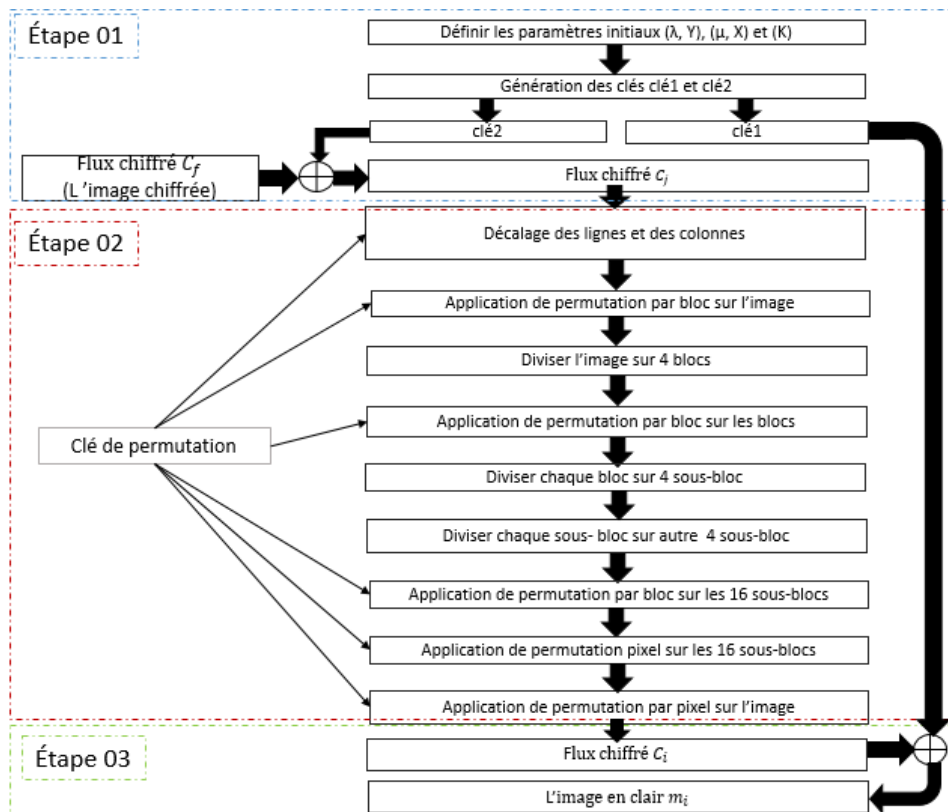 Étape 01
Définir les paramètres initiaux (λ, Y), (μ, X) et (K)
Génération des clés clé1 et clé2
clé2
clé1
Flux chiffré C_f
(L 'image chiffrée)
Flux chiffré C_j
Étape 02
Décalage des lignes et des colonnes
Application de permutation par bloc sur l'image
Diviser l'image sur 4 blocs
Application de permutation par bloc sur les blocs
Clé de permutation
Diviser chaque bloc sur 4 sous-bloc
Diviser chaque sous- bloc sur autre 4 sous-bloc
Application de permutation par bloc sur les 16 sous-blocs
Application de permutation pixel sur les 16 sous-blocs
Application de permutation par pixel sur l'image
Étape 03
Flux chiffré C_i
L'image en clair m_i